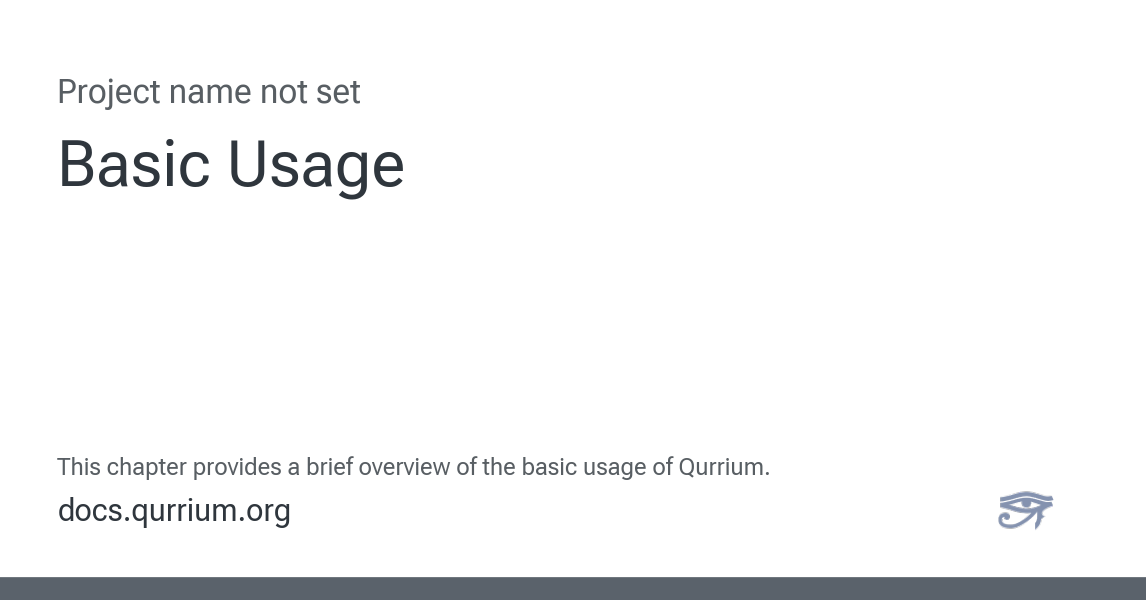 Project name not set
Basic Usage
This chapter provides a brief overview of the basic usage of Qurrium.
docs.qurrium.org